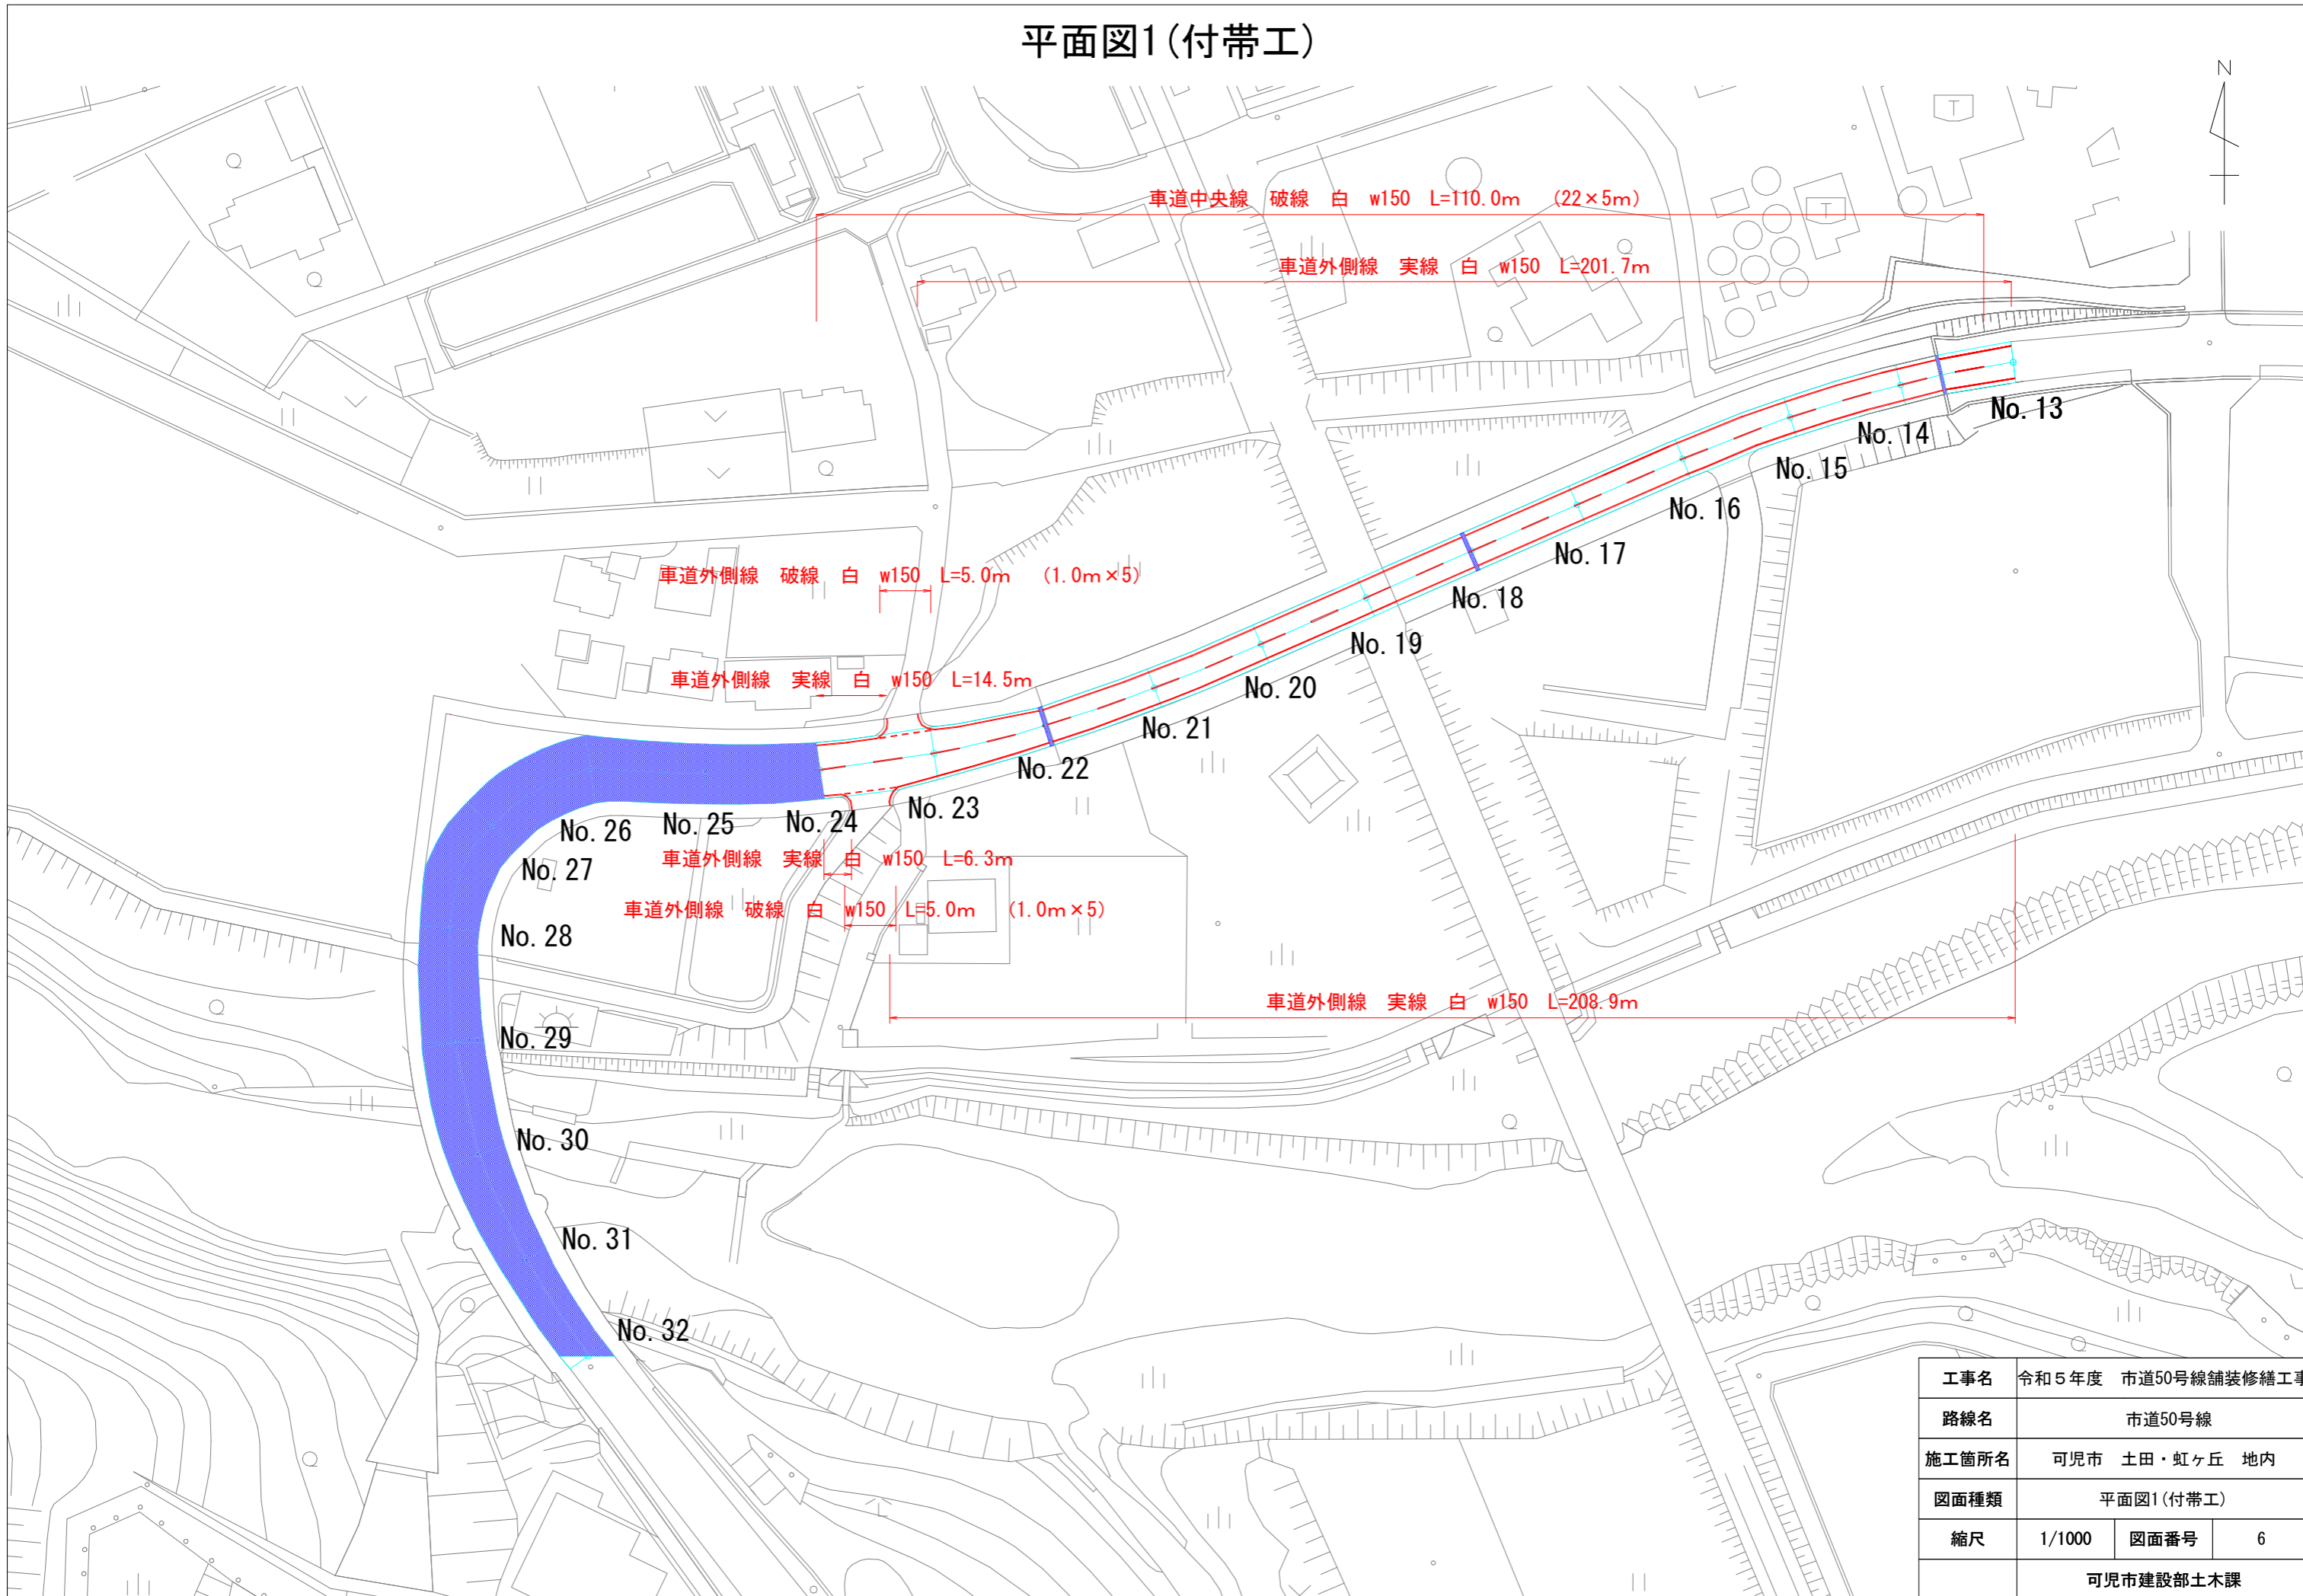 平面図1(付帯工)
N
車道中央線　破線　白　w150　L=110.0m　(22×5m)
車道外側線　実線　白　w150　L=201.7m
No.13
No.14
No.15
No.16
No.17
No.18
No.19
No.20
No.21
No.22
No.23
No.24
No.25
No.26
No.27
No.28
No.29
No.30
No.31
No.32
車道外側線　破線　白　w150　L=5.0m　(1.0m×5)
車道外側線　実線　白　w150　L=14.5m
車道外側線　実線　白　w150　L=6.3m
車道外側線　破線　白　w150　L=5.0m　(1.0m×5)
車道外側線　実線　白　w150　L=208.9m
工事名　令和５年度　市道50号線舗装修繕工事
路線名　市道50号線
施工箇所名　可児市　土田・虹ヶ丘　地内
図面種類　平面図1(付帯工)
縮尺　1/1000　図面番号　6
可児市建設部土木課